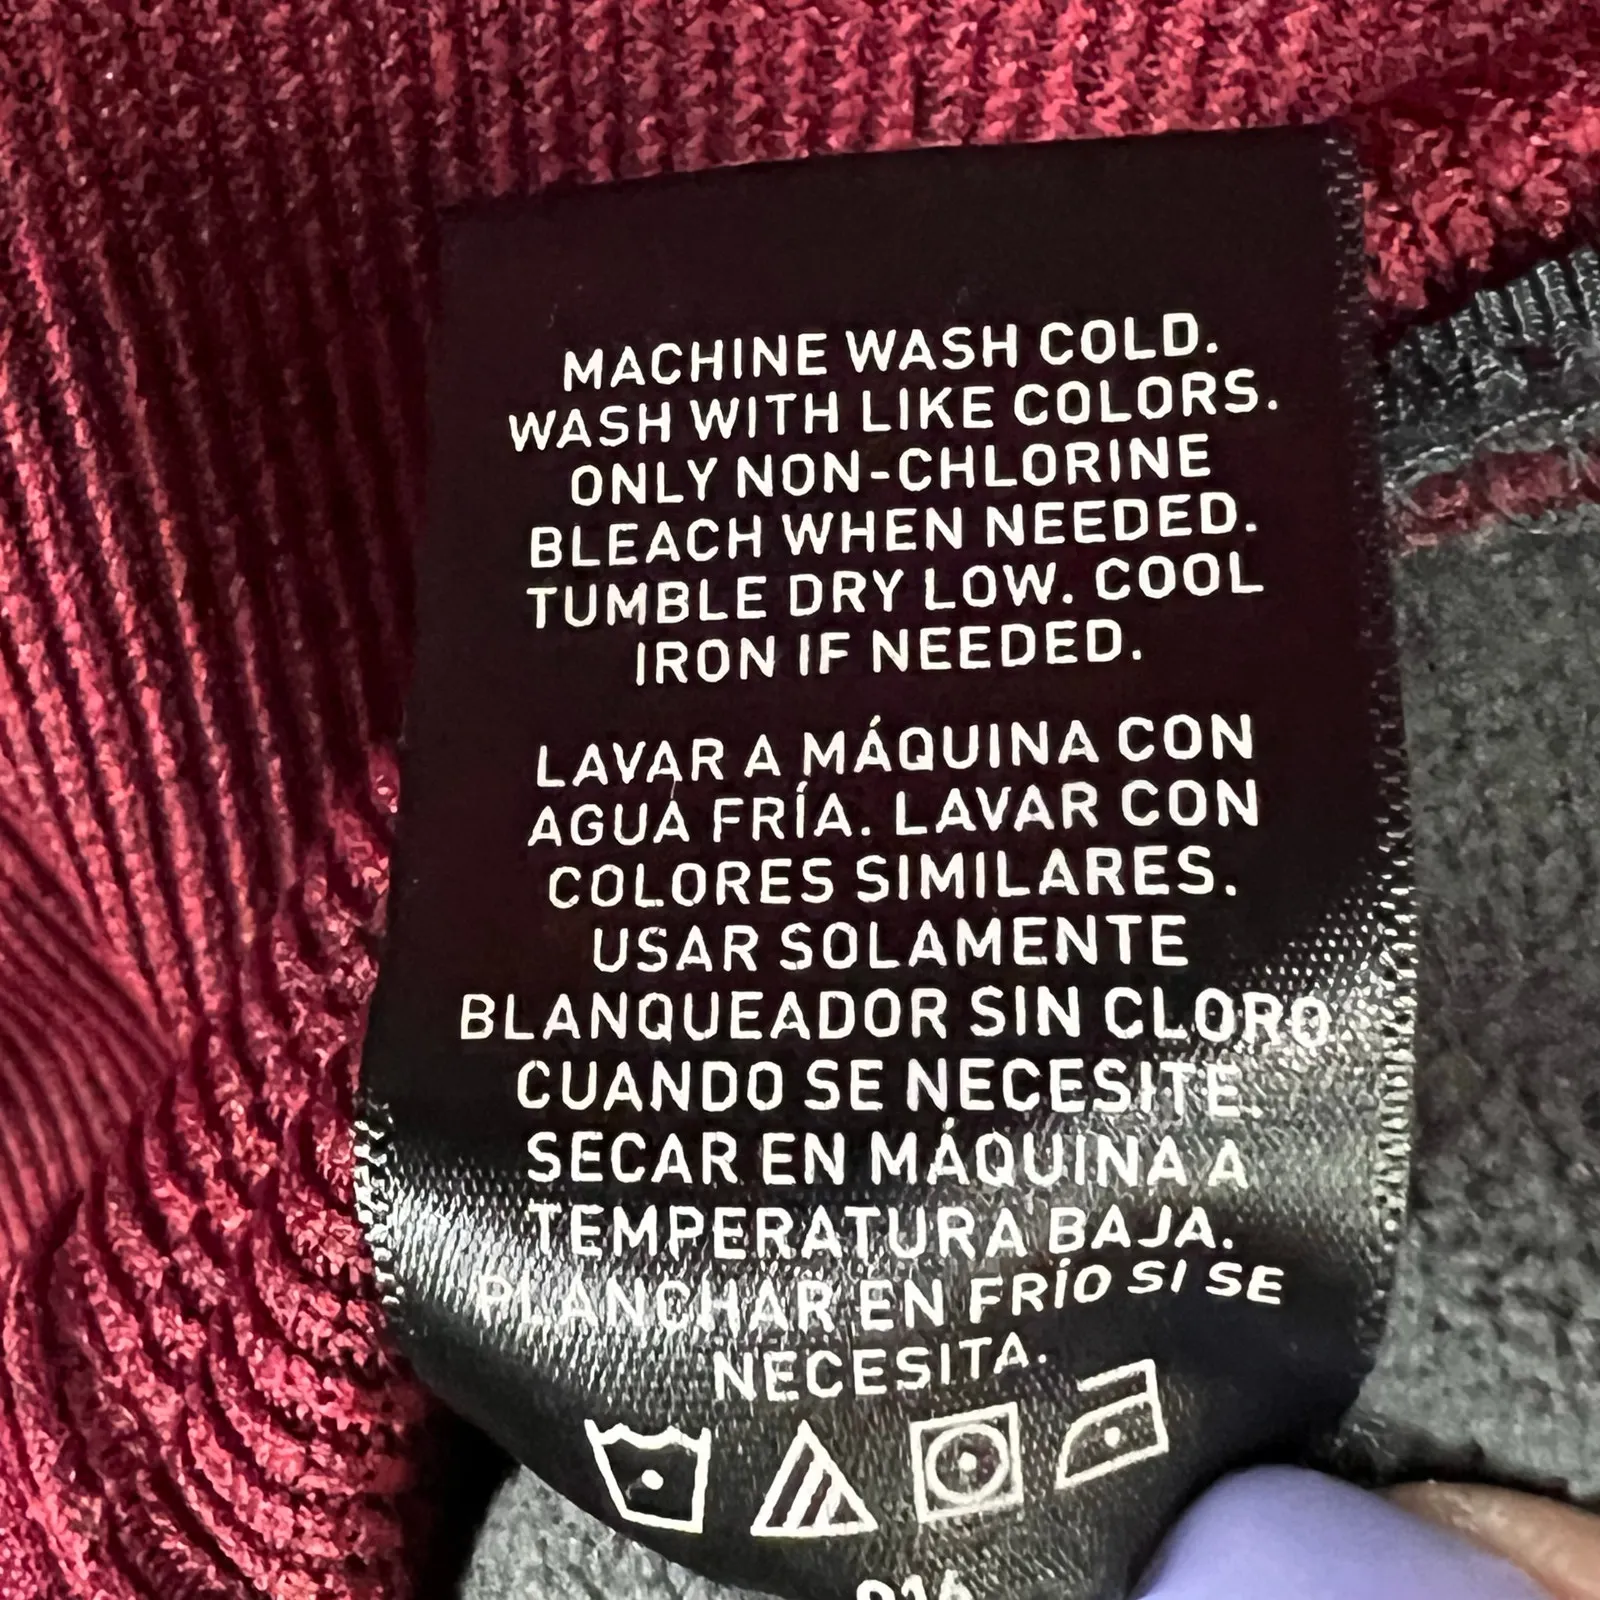 MACHINE WASH COLD.
WASH WITH LIKE COLORS.
ONLY NON-CHLORINE
BLEACH WHEN NEEDED.
TUMBLE DRY LOW. COOL
IRON IF NEEDED.
LAVAR A MÁQUINA CON
AGUA FRÍA. LAVAR CON
COLORES SIMILARES.
USAR SOLAMENTE
BLANQUEADOR SIN CLORO
CUANDO SE NECESITE.
SECAR EN MÁQUINA A
TEMPERATURA BAJA.
PLANCHAR EN FRÍO SI SE
NECESITA.